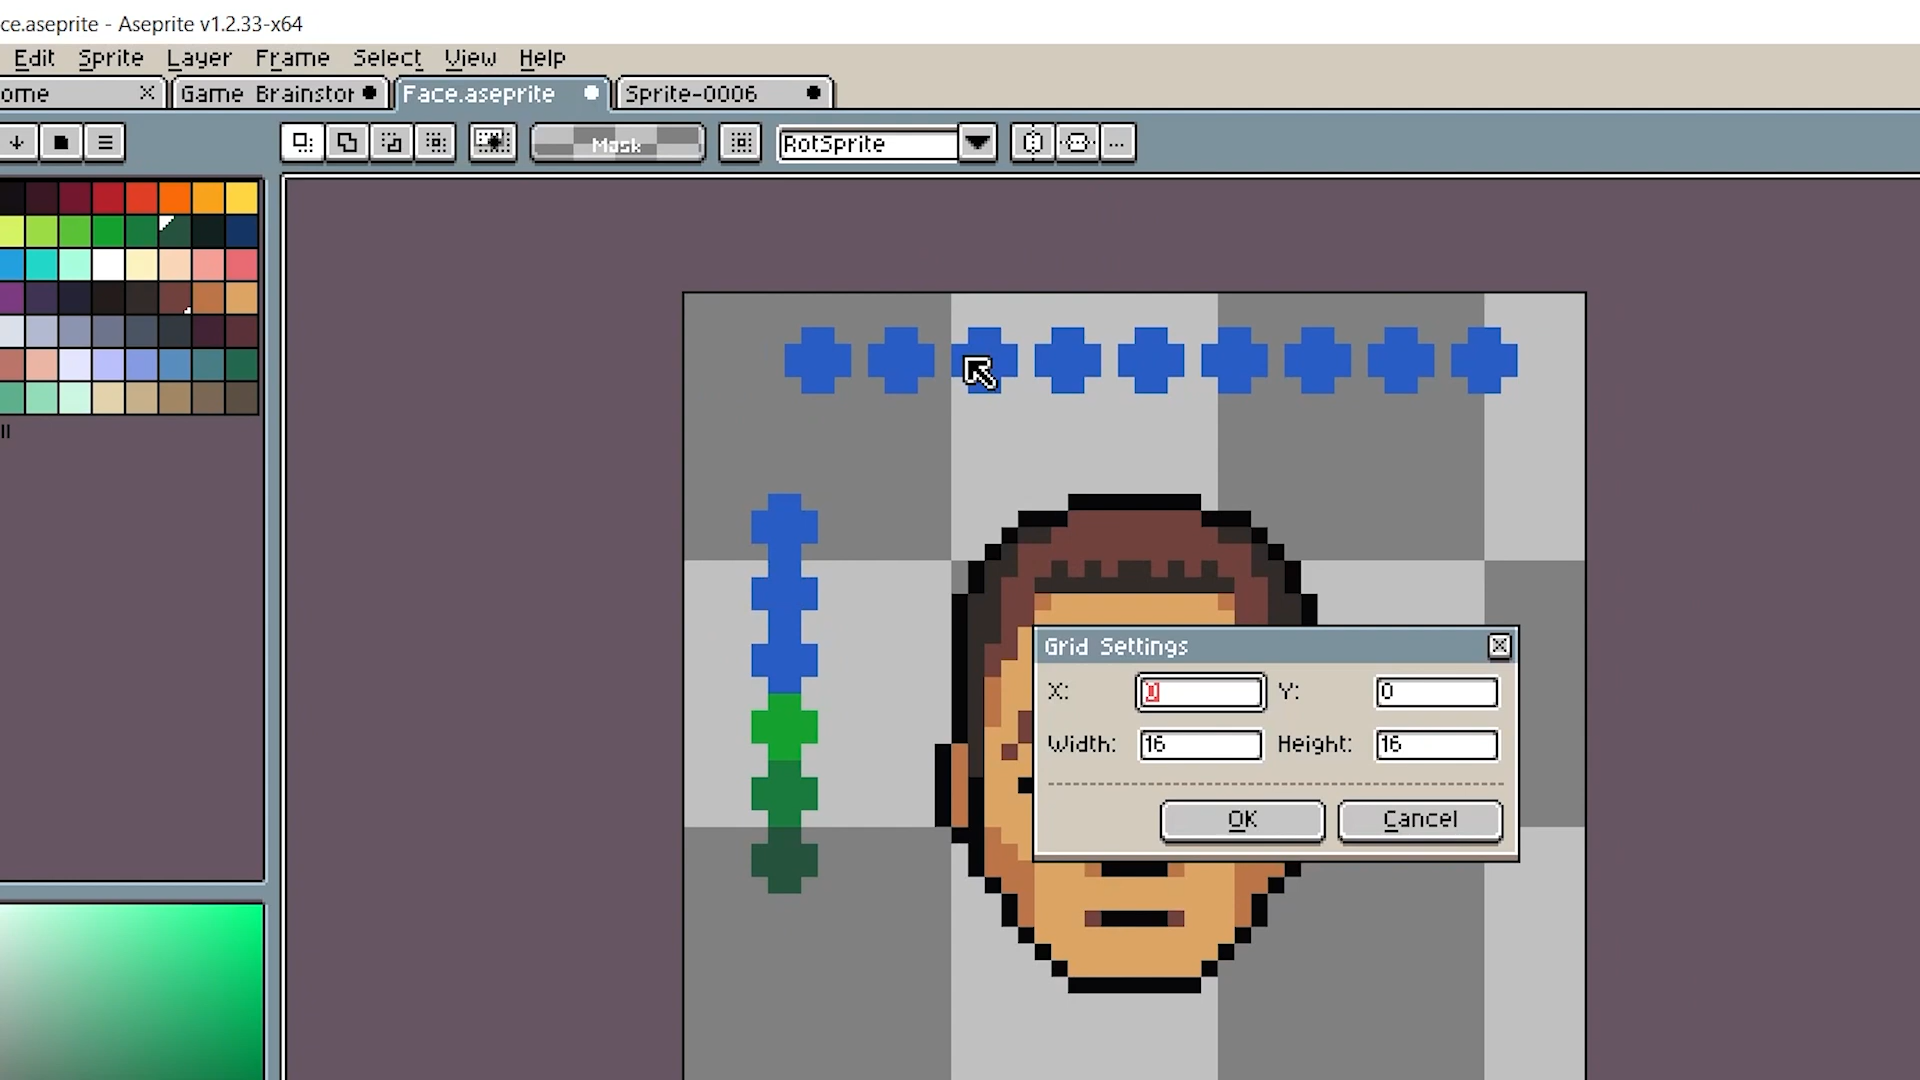 ce.aseprite - Aseprite v1.2.33-x64
Edit Sprite Layer Frame Select View Help
ome Game Brainstor Face.aseprite Sprite-0006
Mask RotSprite ...
Grid Settings
X: 0 Y: 0
Width: 16 Height: 16
OK Cancel